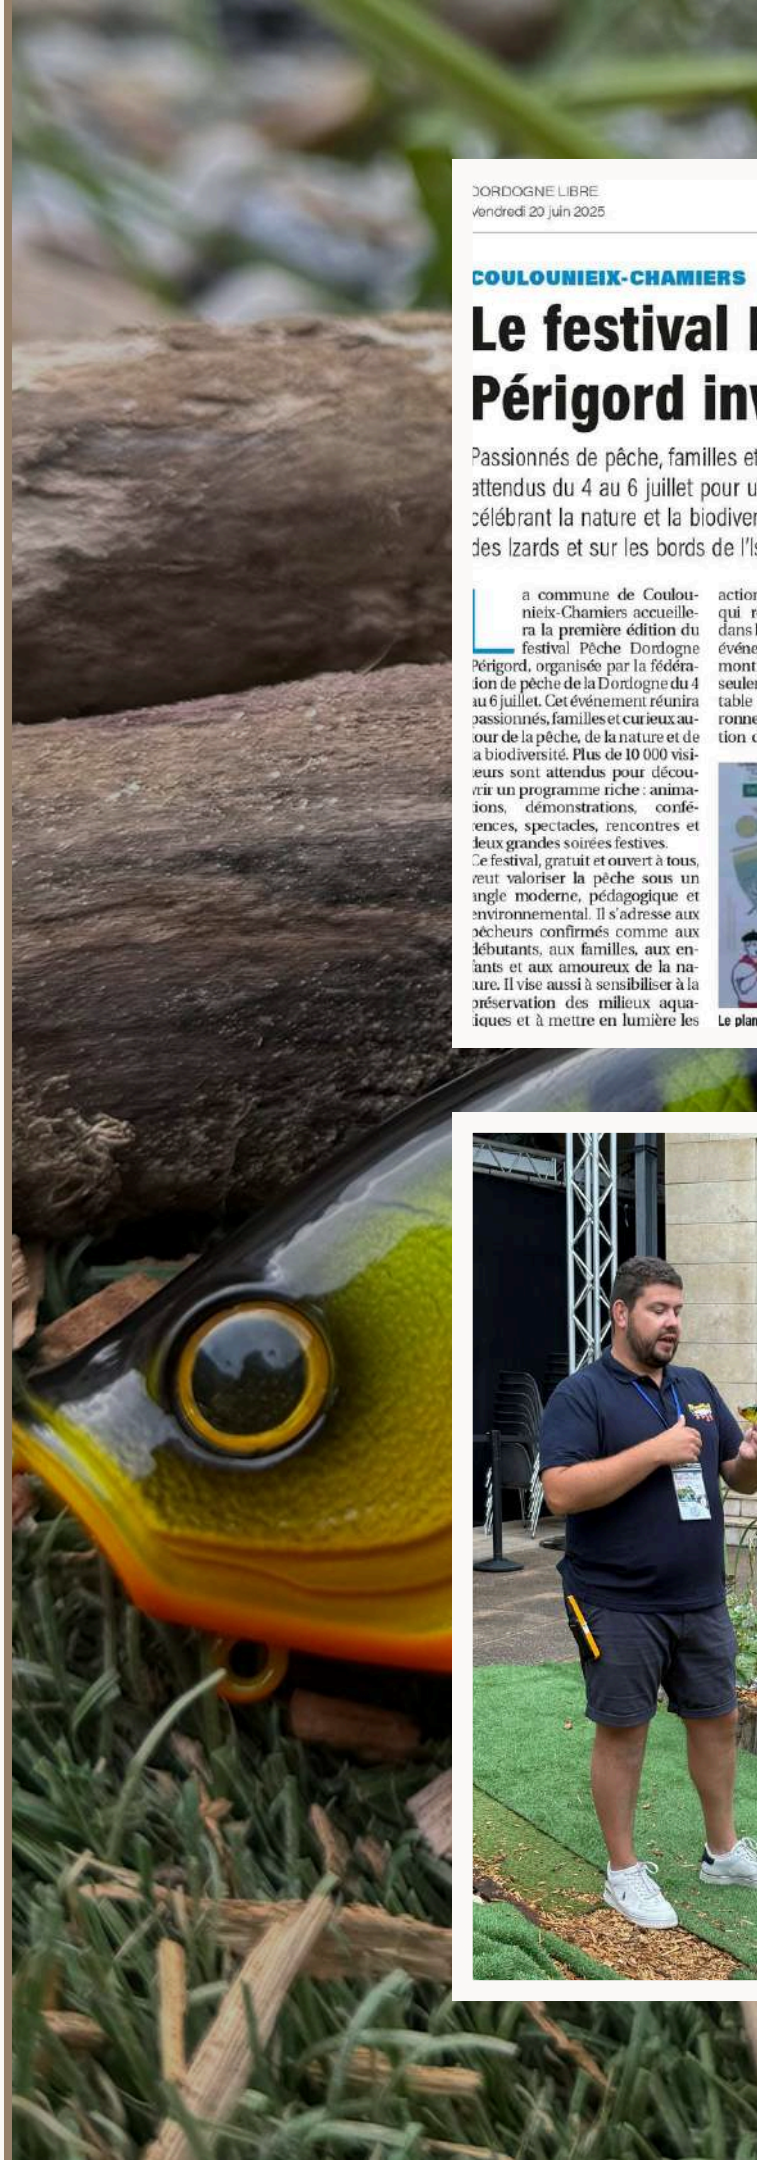 DORDOGNE LIBRE
Vendredi 20 juin 2025
COULOUNIEIX-CHAMIERS
Le festival
Périgord
Passionnés de pêche, familles et
attendus du 4 au 6 juillet pour
célébrant la nature et la
des Izards et sur les bords de
La commune de Coulou-
nieix-Chamiers accueille-
ra la première édition du
festival Pêche Dordogne
Périgord, organisée par la fédéra-
tion de pêche de la Dordogne du 4
au 6 juillet. Cet événement réunira
passionnés, familles et curieux au-
tour de la pêche, de la nature et de
la biodiversité. Plus de 10 000 visi-
teurs sont attendus pour décou-
vrir un programme riche : anima-
tions, démonstrations, confé-
rences, spectacles, rencontres et
deux grandes soirées festives.
Ce festival, gratuit et ouvert à tous,
veut valoriser la pêche sous un
angle moderne, pédagogique et
environnemental. Il s'adresse aux
pêcheurs confirmés comme aux
débutants, aux familles, aux en-
fants et aux amoureux de la na-
ture. Il vise aussi à sensibiliser à la
préservation des milieux aqua-
tiques et à mettre en lumière les
qui
dans
table
tion
Le